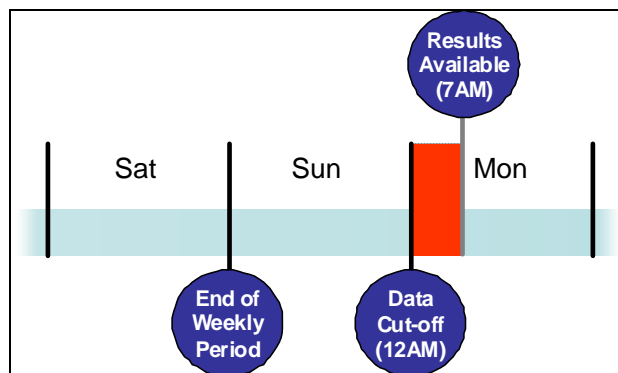 Results
Available
(7AM)
Sat
Sun
Mon
End of
Weekly
Period
Data
Cut-off
(12AM)